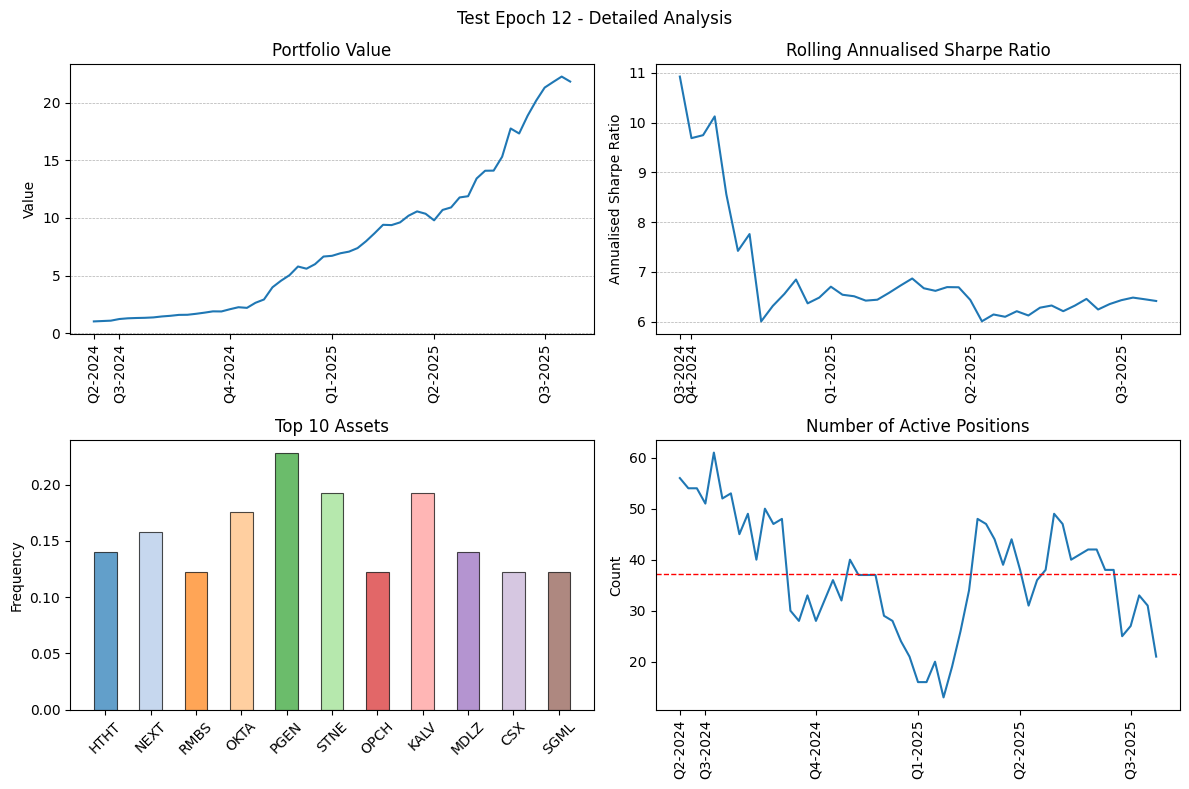 Test Epoch 12 - Detailed Analysis
Portfolio Value
Value
20
15
10
5
0
Q2-2024
Q3-2024
Q4-2024
Q1-2025
Q2-2025
Q3-2025
Rolling Annualised Sharpe Ratio
Annualised Sharpe Ratio
11
10
9
8
7
6
Q3-2024
Q4-2024
Q1-2025
Q2-2025
Q3-2025
Top 10 Assets
Frequency
0.20
0.15
0.10
0.05
0.00
HTHT
NEXT
RMBS
OKTA
PGEN
STNE
OPCH
KALV
MDLZ
CSX
SGML
Number of Active Positions
Count
60
50
40
30
20
Q2-2024
Q3-2024
Q4-2024
Q1-2025
Q2-2025
Q3-2025